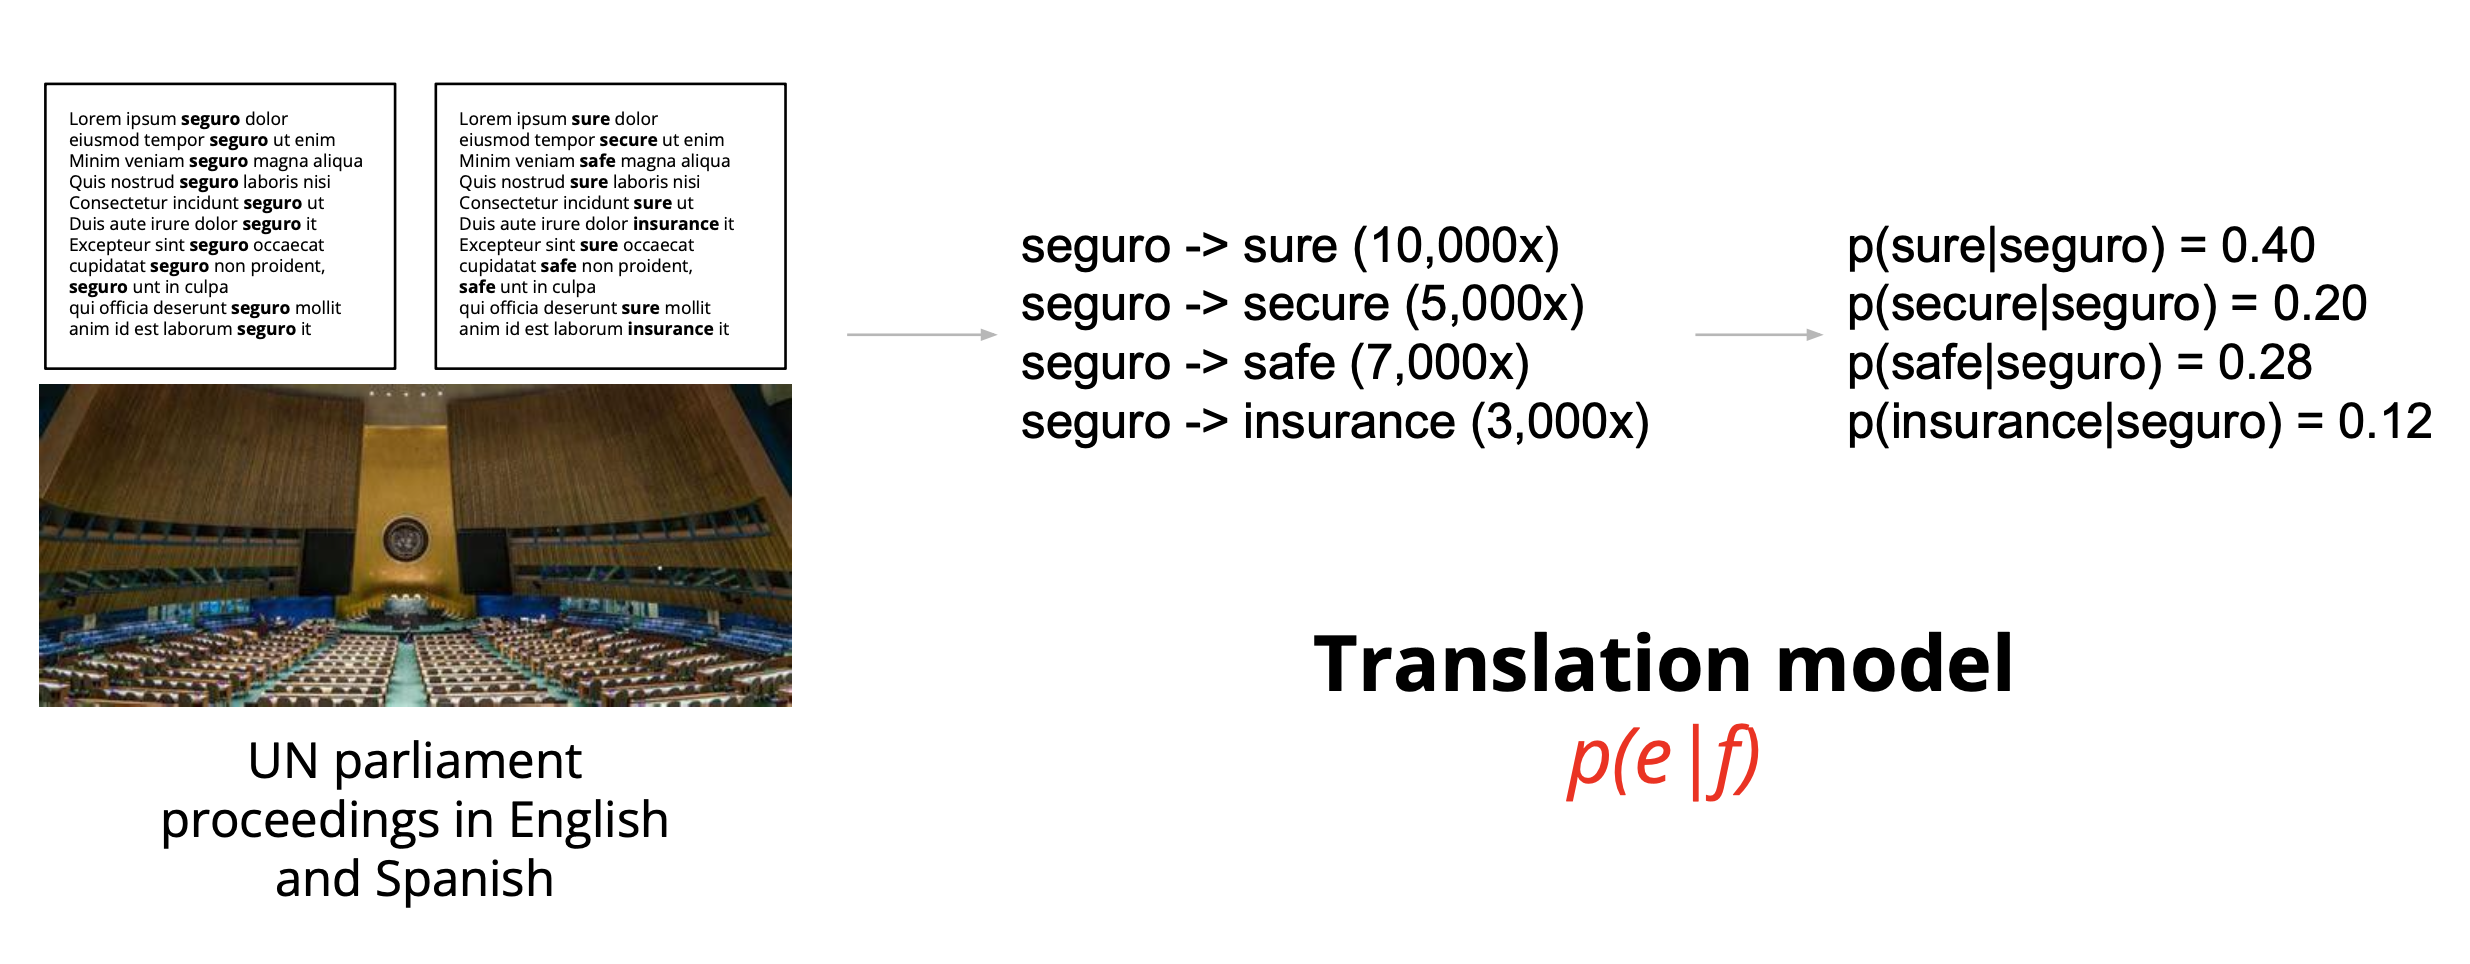 Lorem ipsum seguro dolor
eiusmod tempor seguro ut enim
Minim veniam seguro magna aliqua
Quis nostrud seguro laboris nisi
Consectetur incidunt seguro ut
Duis aute irure dolor seguro it
Excepteur sint seguro occaecat
cupidatat seguro non proident,
seguro unt in culpa
qui officia deserunt seguro mollit
anim id est laborum seguro it
Lorem ipsum sure dolor
eiusmod tempor secure ut enim
Minim veniam safe magna aliqua
Quis nostrud sure laboris nisi
Consectetur incidunt sure ut
Duis aute irure dolor insurance it
Excepteur sint sure occaecat
cupidatat safe non proident,
safe unt in culpa
qui officia deserunt sure mollit
anim id est laborum insurance it
UN parliament
proceedings in English
and Spanish
seguro -> sure (10,000x)
seguro -> secure (5,000x)
seguro -> safe (7,000x)
seguro -> insurance (3,000x)
p(sure|seguro) = 0.40
p(secure|seguro) = 0.20
p(safe|seguro) = 0.28
p(insurance|seguro) = 0.12
Translation model
p(e|f)